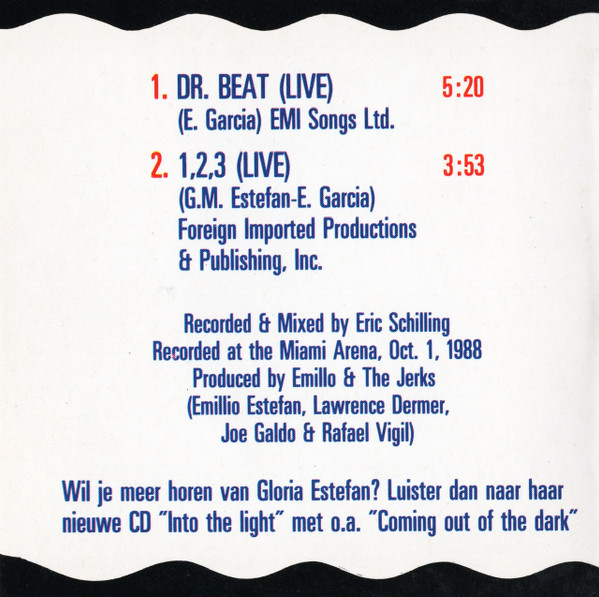 1. DR. BEAT (LIVE) 5:20
(E. Garcia) EMI Songs Ltd.
2. 1,2,3 (LIVE) 3:53
(G.M. Estefan-E. Garcia)
Foreign Imported Productions
& Publishing, Inc.
Recorded & Mixed by Eric Schilling
Recorded at the Miami Arena, Oct. 1, 1988
Produced by Emillo & The Jerks
(Emillio Estefan, Lawrence Dermer,
Joe Galdo & Rafael Vigil)
Wil je meer horen van Gloria Estefan? Luister dan naar haar
nieuwe CD "Into the light" met o.a. "Coming out of the dark"